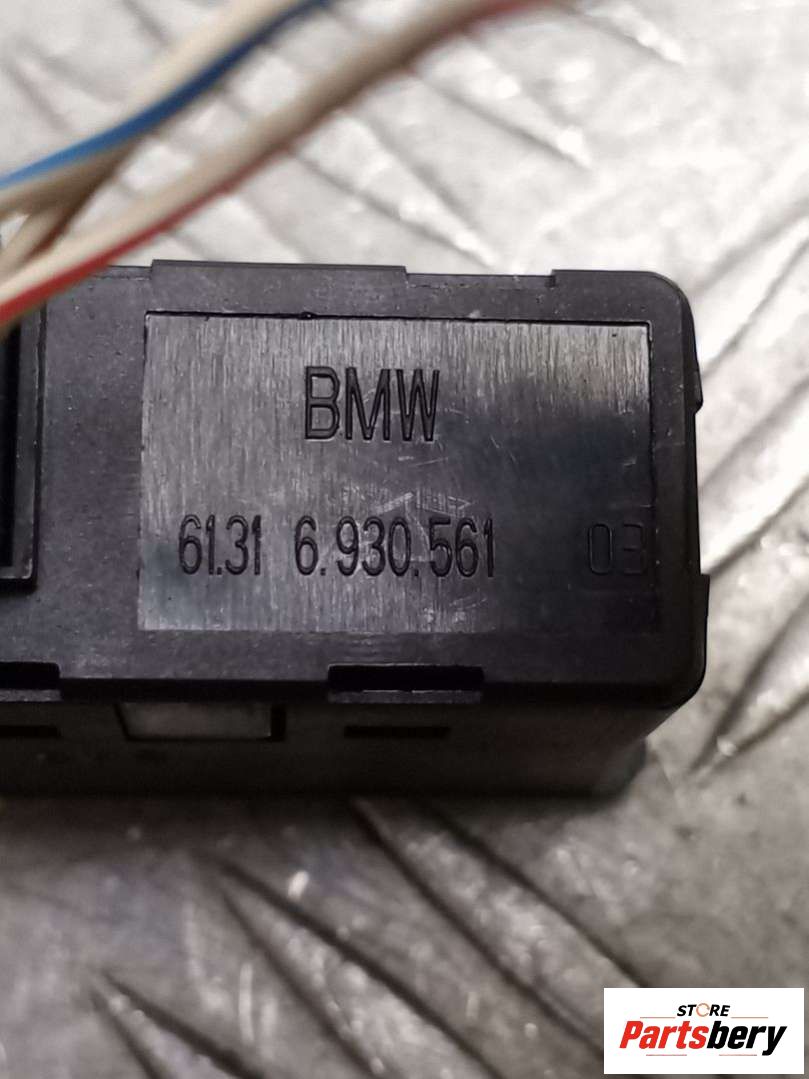 BMW
61.31 6.930.561 03
STORE
Partsbery